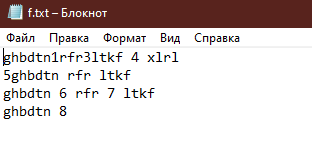 f.txt – Блокнот
Файл Правка Формат Вид Справка
ghbdtn1rfr3ltkf 4 xlrl
5ghbdtn rfr ltkf
ghbdtn 6 rfr 7 ltkf
ghbdtn 8